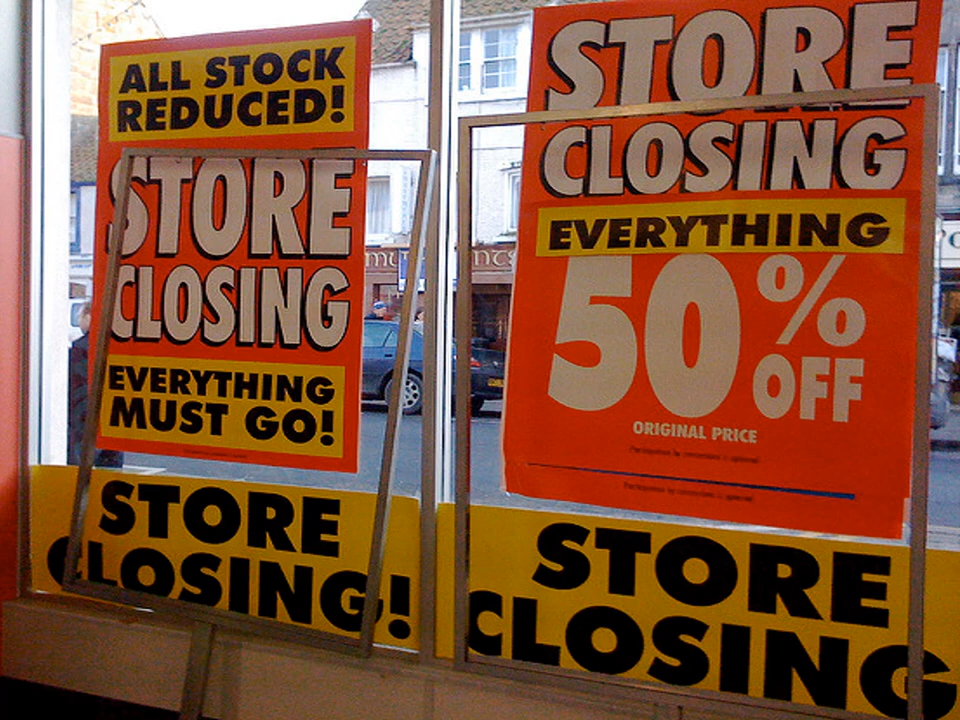 ALL STOCK
REDUCED!
STORE
CLOSING
EVERYTHING
MUST GO!
STORE
CLOSING!
STORE
CLOSING
EVERYTHING
50%
OFF
ORIGINAL PRICE
STORE
CLOSING